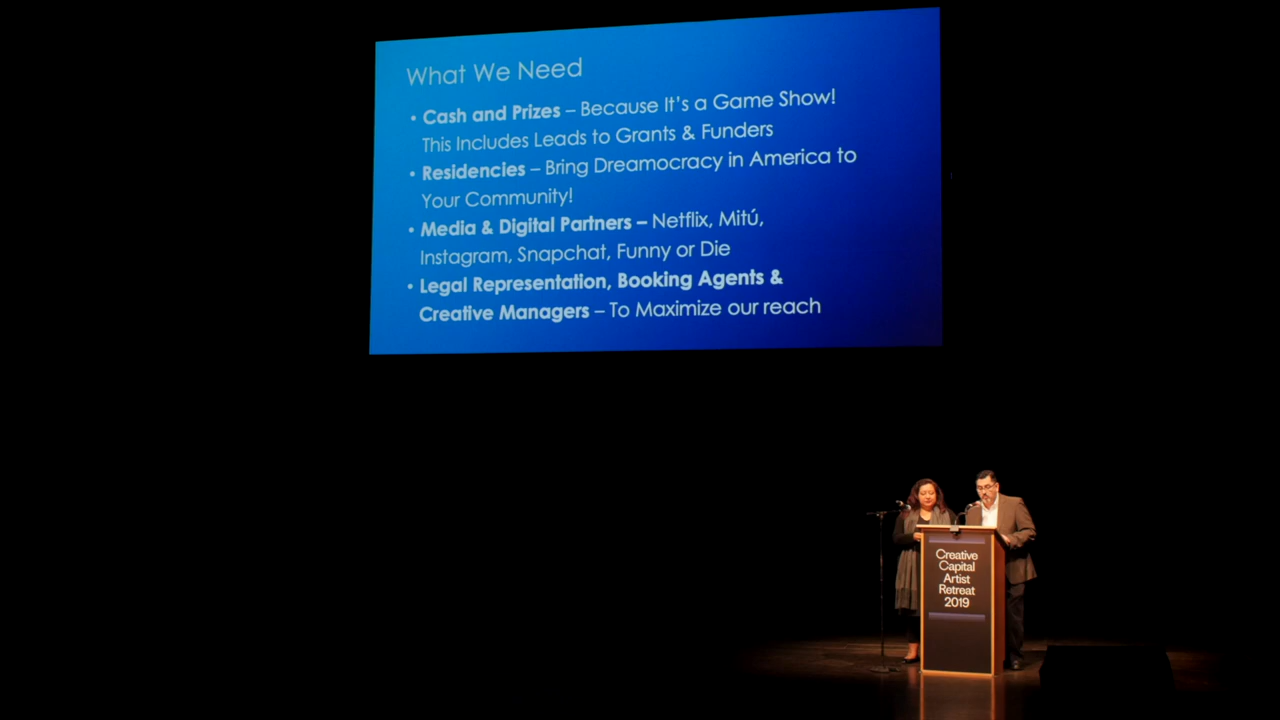 What We Need
• Cash and Prizes – Because It's a Game Show!
This Includes Leads to Grants & Funders
• Residencies – Bring Dreamocracy in America to
Your Community!
• Media & Digital Partners – Netflix, Mitú,
Instagram, Snapchat, Funny or Die
• Legal Representation, Booking Agents &
Creative Managers – To Maximize our reach
Creative
Capital
Artist
Retreat
2019